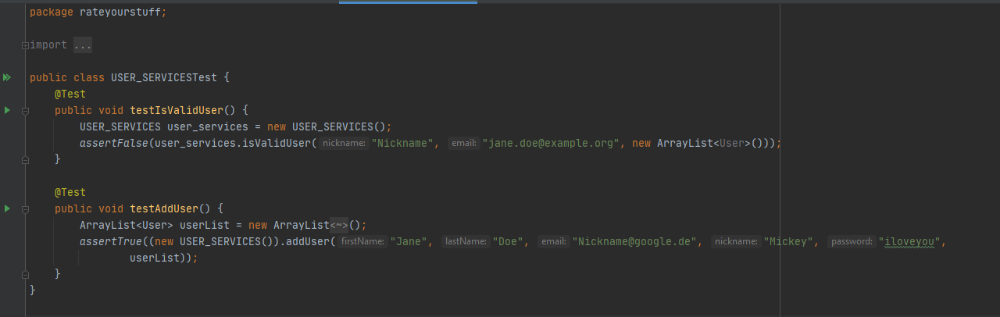 package rateyourstuff;
import ...
public class USER_SERVICESTest {
@Test
public void testIsValidUser() {
USER_SERVICES user_services = new USER_SERVICES();
assertFalse(user_services.isValidUser( nickname: "Nickname", email: "jane.doe@example.org", new ArrayList<User>()));
}
@Test
public void testAddUser() {
ArrayList<User> userList = new ArrayList<~>();
assertTrue((new USER_SERVICES()).addUser( firstName: "Jane", lastName: "Doe", email: "Nickname@google.de", nickname: "Mickey", password: "iloveyou",
userList));
}
}